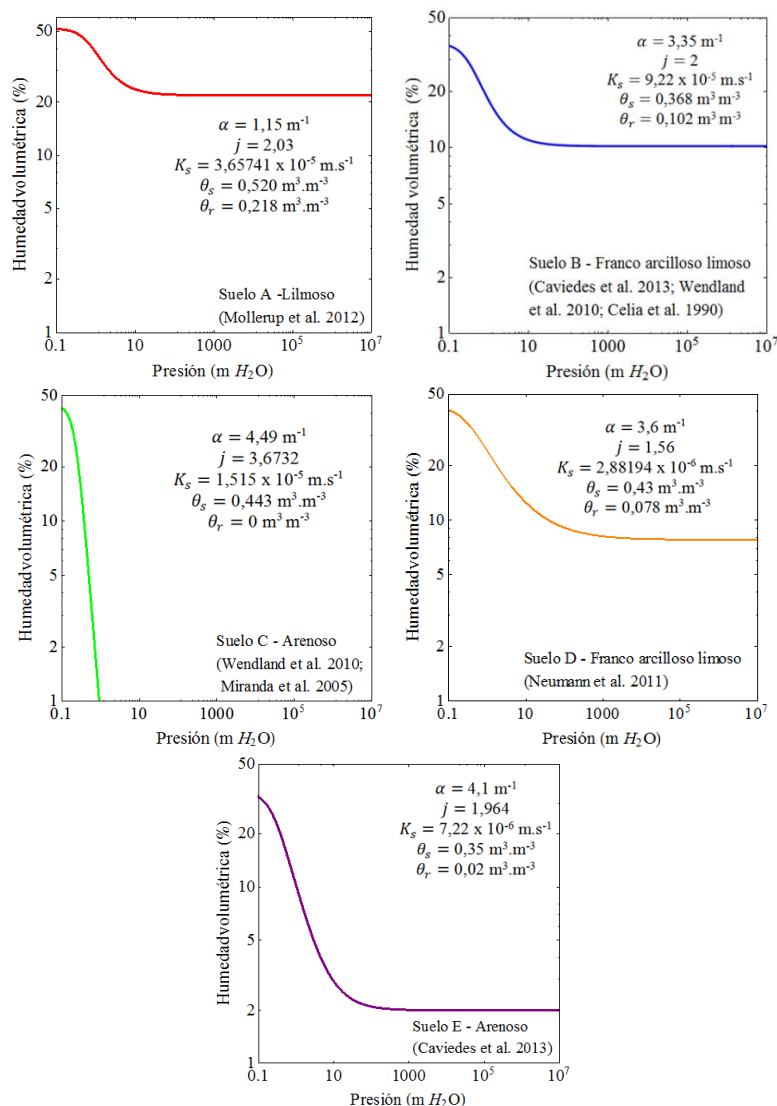 Humedad volumétrica (%)
50
20
10
5
2
1
0.1
10
1000
10⁵
10⁷
Presión (m H₂O)
α = 1,15 m⁻¹
j = 2,03
Kₛ = 3,65741 x 10⁻⁵ m.s⁻¹
θₛ = 0,520 m³.m⁻³
θᵣ = 0,218 m³.m⁻³
Suelo A -Lilmoso
(Mollerup et al. 2012)
Humedad volumétrica (%)
50
20
10
5
2
1
0.1
10
1000
10⁵
10⁷
Presión (m H₂O)
α = 3,35 m⁻¹
j = 2
Kₛ = 9,22 x 10⁻⁵ m.s⁻¹
θₛ = 0,368 m³ m⁻³
θᵣ = 0,102 m³ m⁻³
Suelo B - Franco arcilloso limoso
(Caviedes et al. 2013; Wendland
et al. 2010; Celia et al. 1990)
Humedad volumétrica (%)
50
20
10
5
2
1
0.1
10
1000
10⁵
10⁷
Presión (m H₂O)
α = 4,49 m⁻¹
j = 3,6732
Kₛ = 1,515 x 10⁻⁵ m.s⁻¹
θₛ = 0,443 m³.m⁻³
θᵣ = 0 m³ m⁻³
Suelo C - Arenoso
(Wendland et al. 2010;
Miranda et al. 2005)
Humedad volumétrica (%)
50
20
10
5
2
1
0.1
10
1000
10⁵
10⁷
Presión (m H₂O)
α = 3,6 m⁻¹
j = 1,56
Kₛ = 2,88194 x 10⁻⁶ m.s⁻¹
θₛ = 0,43 m³.m⁻³
θᵣ = 0,078 m³.m⁻³
Suelo D - Franco arcilloso limoso
(Neumann et al. 2011)
Humedad volumétrica (%)
50
20
10
5
2
1
0.1
10
1000
10⁵
10⁷
Presión (m H₂O)
α = 4,1 m⁻¹
j = 1,964
Kₛ = 7,22 x 10⁻⁶ m.s⁻¹
θₛ = 0,35 m³.m⁻³
θᵣ = 0,02 m³.m⁻³
Suelo E - Arenoso
(Caviedes et al. 2013)